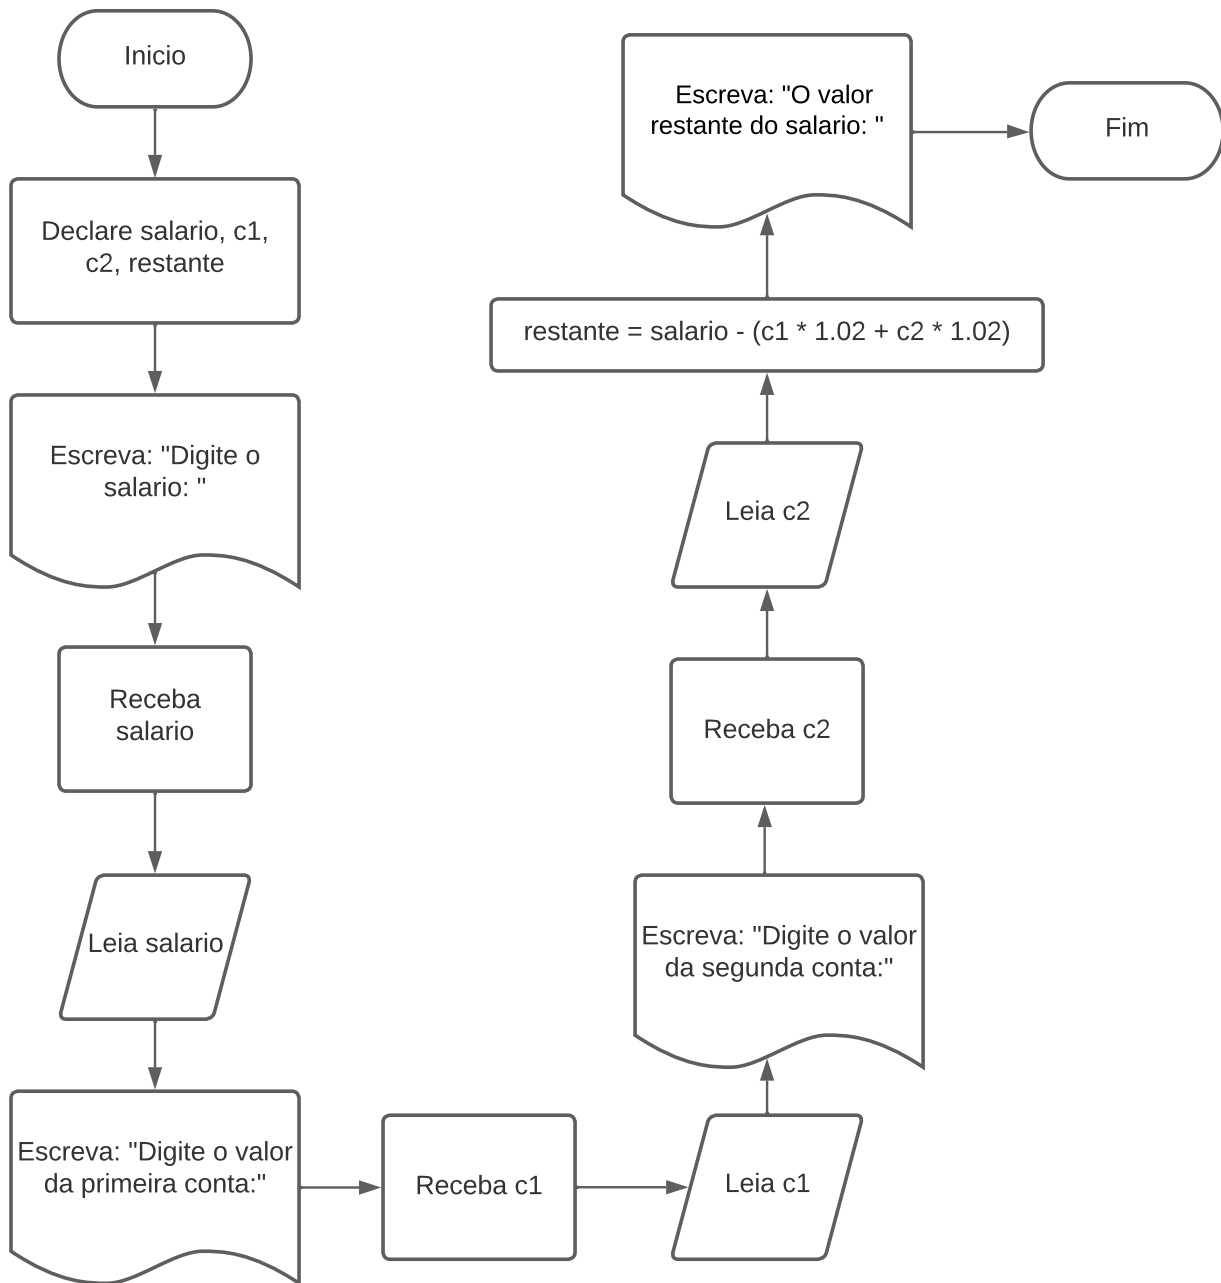 Inicio
Declare salario, c1,
c2, restante
Escreva: "Digite o
salario: "
Receba
salario
Leia salario
Escreva: "Digite o valor
da primeira conta:"
Receba c1
Leia c1
Escreva: "Digite o valor
da segunda conta:"
Receba c2
Leia c2
restante = salario - (c1 * 1.02 + c2 * 1.02)
Escreva: "O valor
restante do salario: "
Fim